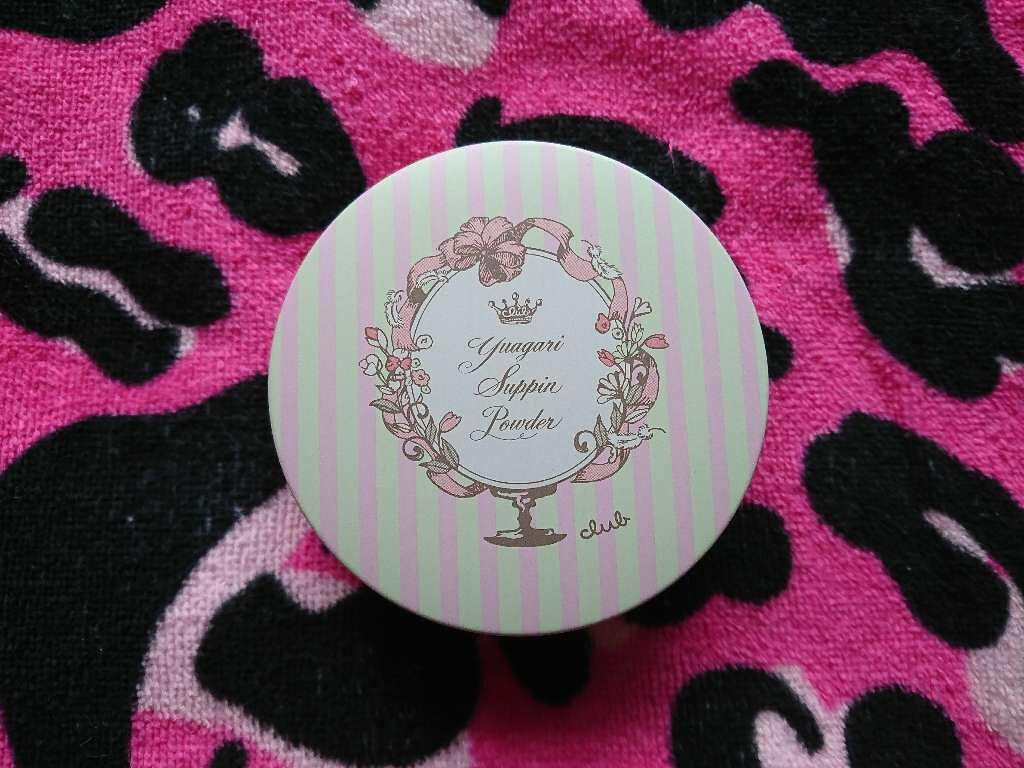 Yuagari
Suppin
Powder
club